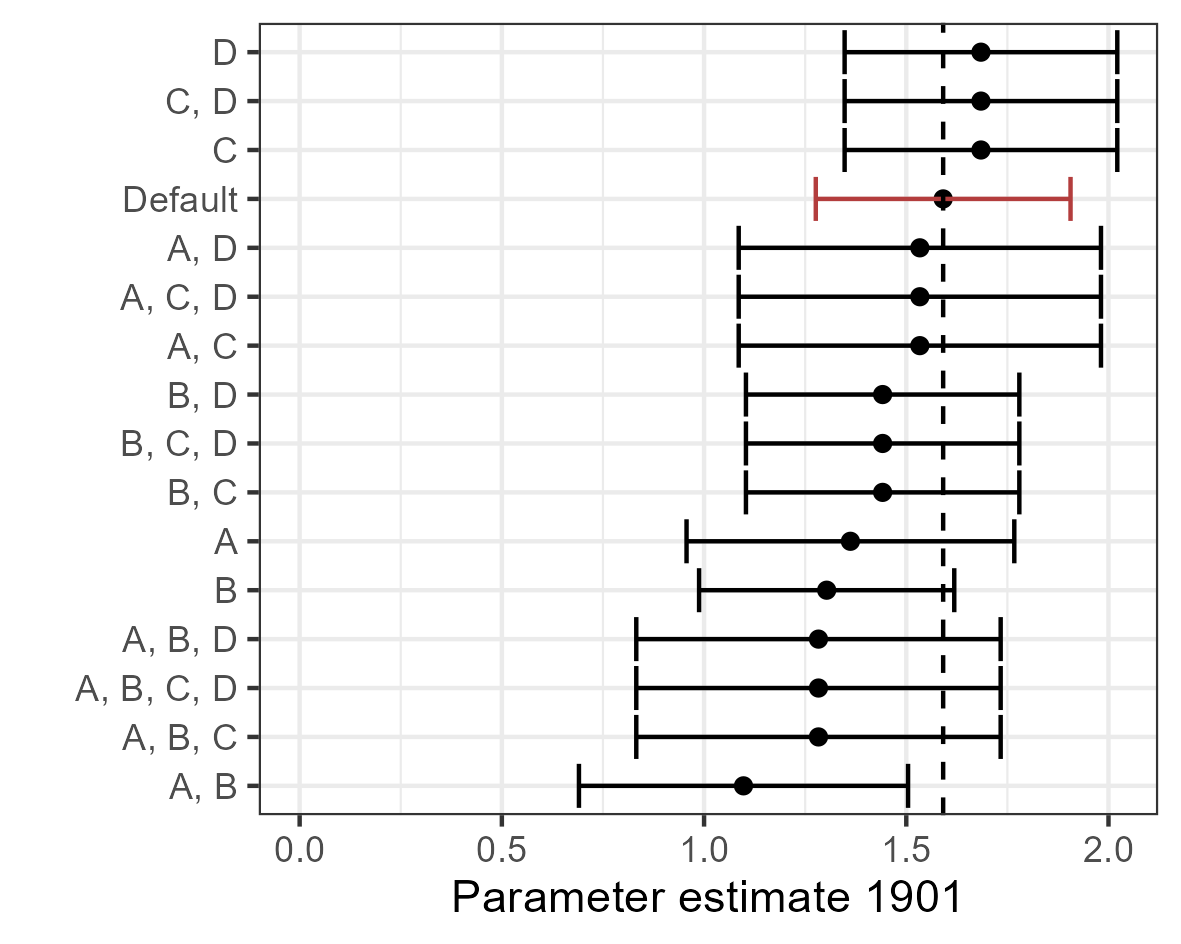 D
C, D
C
Default
A, D
A, C, D
A, C
B, D
B, C, D
B, C
A
B
A, B, D
A, B, C, D
A, B, C
A, B
0.0 0.5 1.0 1.5 2.0
Parameter estimate 1901